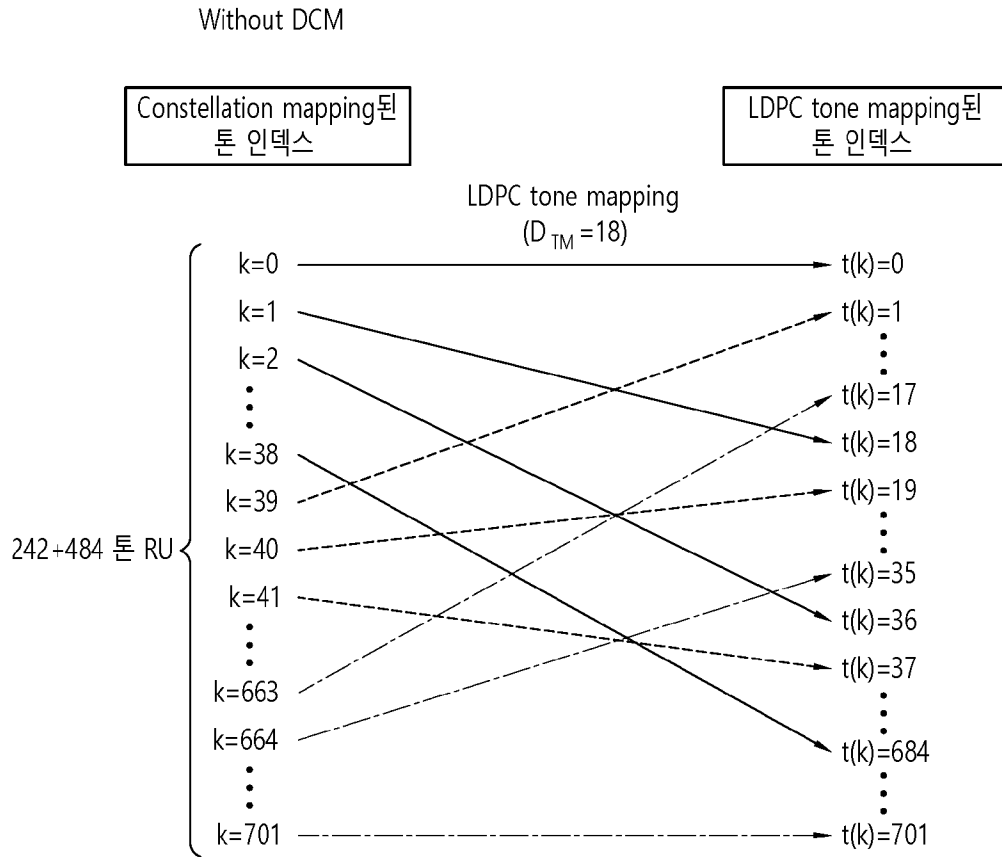 Without DCM
Constellation mapping된
톤 인덱스
LDPC tone mapping된
톤 인덱스
LDPC tone mapping
(D TM =18)
242+484 톤 RU
k=0
k=1
k=2
k=38
k=39
k=40
k=41
k=663
k=664
k=701
t(k)=0
t(k)=1
t(k)=17
t(k)=18
t(k)=19
t(k)=35
t(k)=36
t(k)=37
t(k)=684
t(k)=701